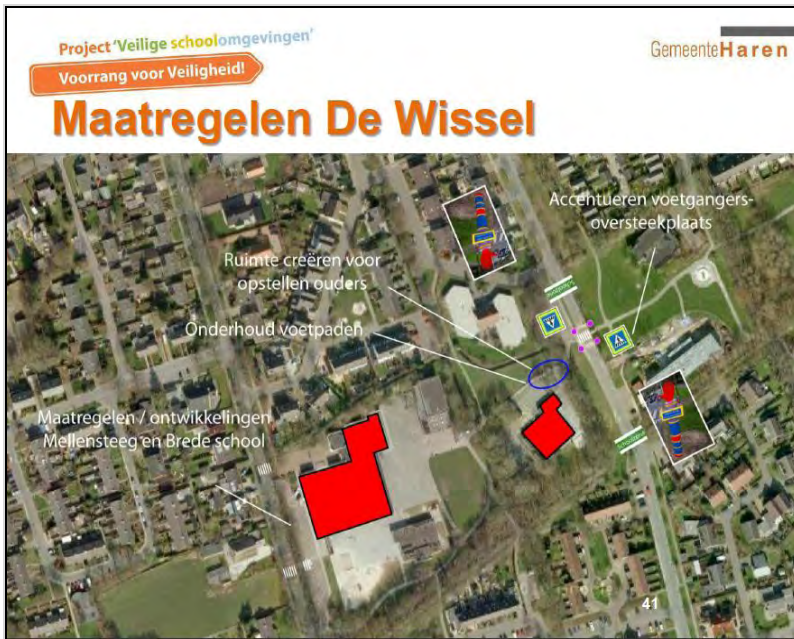 Project 'Veilige schoolomgevingen'
Voorrang voor Veiligheid!
GemeenteHaren
Maatregelen De Wissel
Accentueren voetgangers-
oversteekplaats
Ruimte creëren voor
opstellen ouders
Onderhoud voetpaden
Maatregelen / ontwikkelingen
Mellensteeg en Brede school
41